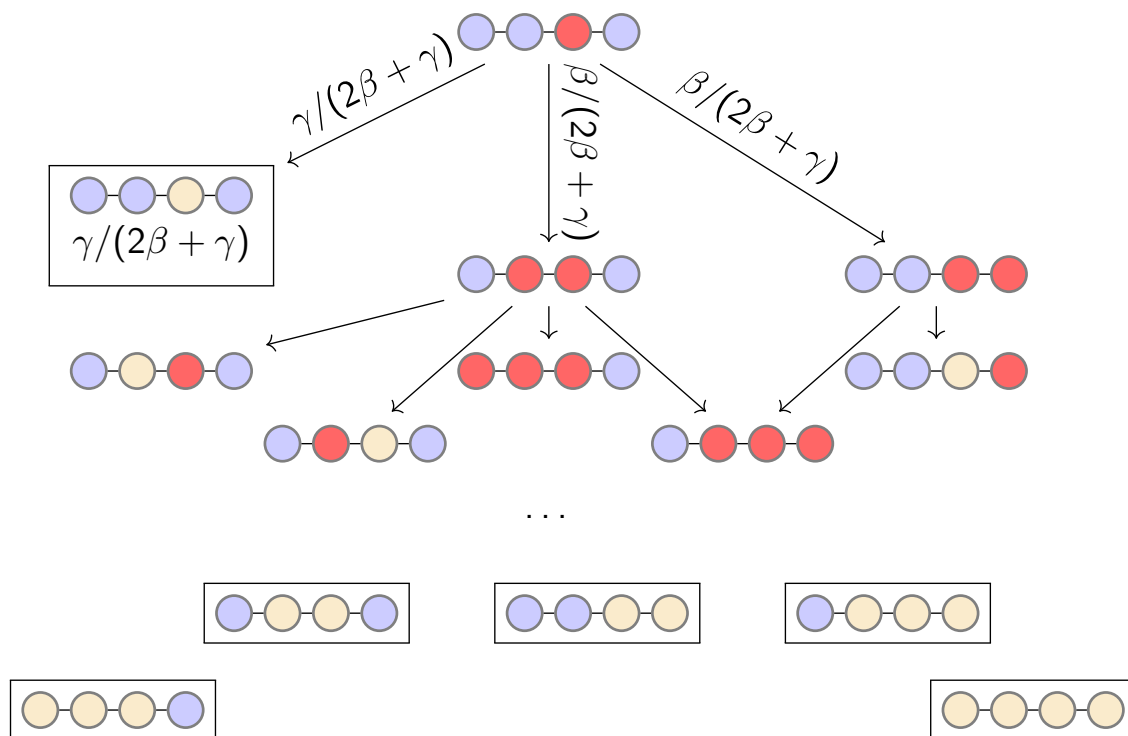 γ/(2β + γ)
β/(2β + γ)
β/(2β + γ)
γ/(2β + γ)
. . .